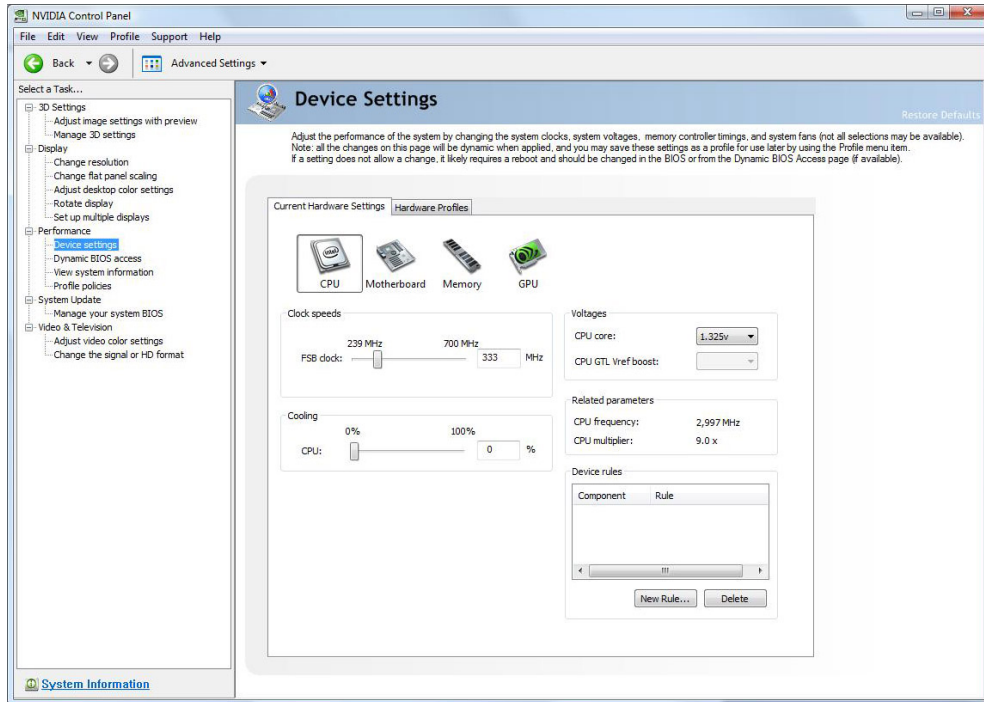 NVIDIA Control Panel
File Edit View Profile Support Help
Back Advanced Settings
Select a Task...
3D Settings
Adjust image settings with preview
Manage 3D settings
Display
Change resolution
Change flat panel scaling
Adjust desktop color settings
Rotate display
Set up multiple displays
Performance
Device settings
Dynamic BIOS access
View system information
Profile policies
System Update
Manage your system BIOS
Video & Television
Adjust video color settings
Change the signal or HD format
System Information
Device Settings
Restore Defaults
Adjust the performance of the system by changing the system clocks, system voltages, memory controller timings, and system fans (not all selections may be available).
Note: all the changes on this page will be dynamic when applied, and you may save these settings as a profile for use later by using the Profile menu item.
If a setting does not allow a change, it likely requires a reboot and should be changed in the BIOS or from the Dynamic BIOS Access page (if available).
Current Hardware Settings Hardware Profiles
intel
CPU Motherboard Memory GPU
Clock speeds
239 MHz 700 MHz
FSB clock: 333 MHz
Cooling
0% 100%
CPU: 0 %
Voltages
CPU core: 1.325v
CPU GTL Vref boost:
Related parameters
CPU frequency: 2,997 MHz
CPU multiplier: 9.0 x
Device rules
Component Rule
New Rule... Delete